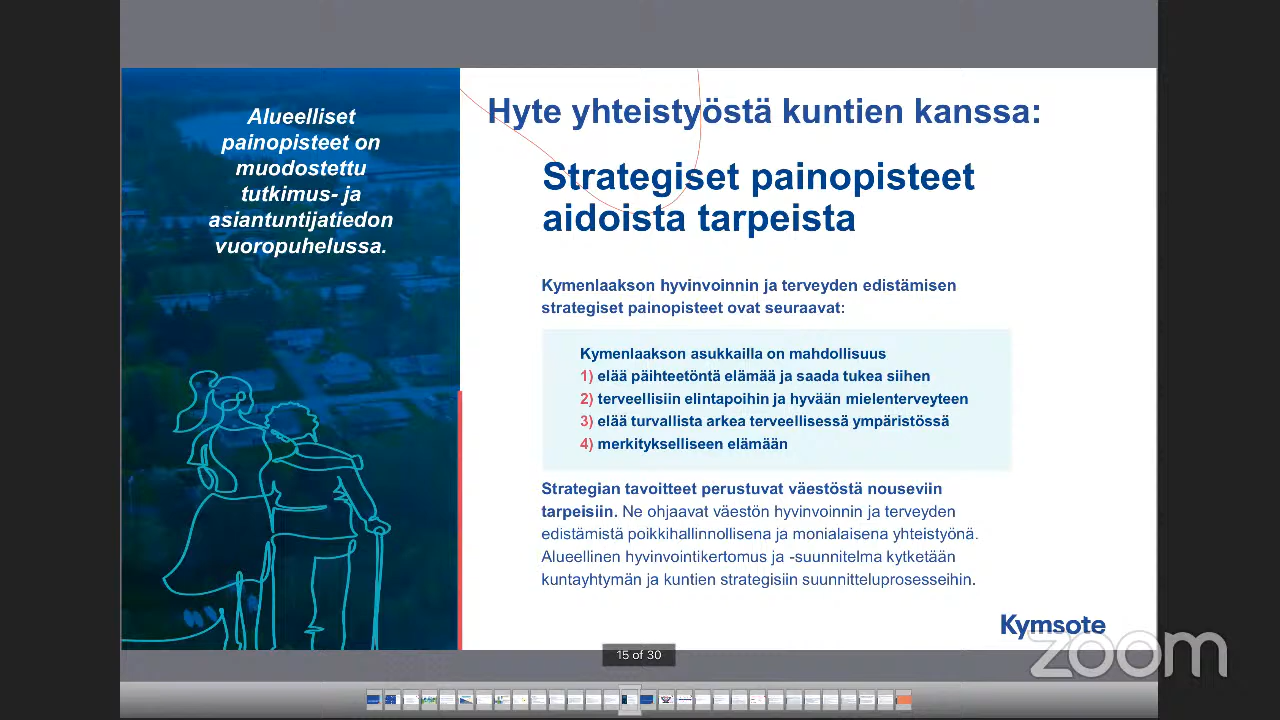 Alueelliset
painopisteet on
muodostettu
tutkimus- ja
asiantuntijatiedon
vuoropuhelussa.
Hyte yhteistyöstä kuntien kanssa:
Strategiset painopisteet
aidoista tarpeista
Kymenlaakson hyvinvoinnin ja terveyden edistämisen
strategiset painopisteet ovat seuraavat:
Kymenlaakson asukkailla on mahdollisuus
1) elää päihteetöntä elämää ja saada tukea siihen
2) terveellisiin elintapoihin ja hyvään mielenterveyteen
3) elää turvallista arkea terveellisessä ympäristössä
4) merkitykselliseen elämään
Strategian tavoitteet perustuvat väestöstä nouseviin
tarpeisiin. Ne ohjaavat väestön hyvinvoinnin ja terveyden
edistämistä poikkihallinnollisena ja monialaisena yhteistyönä.
Alueellinen hyvinvointikertomus ja -suunnitelma kytketään
kuntayhtymän ja kuntien strategisiin suunnitteluprosesseihin.
Kymsote
zoom
15 of 30